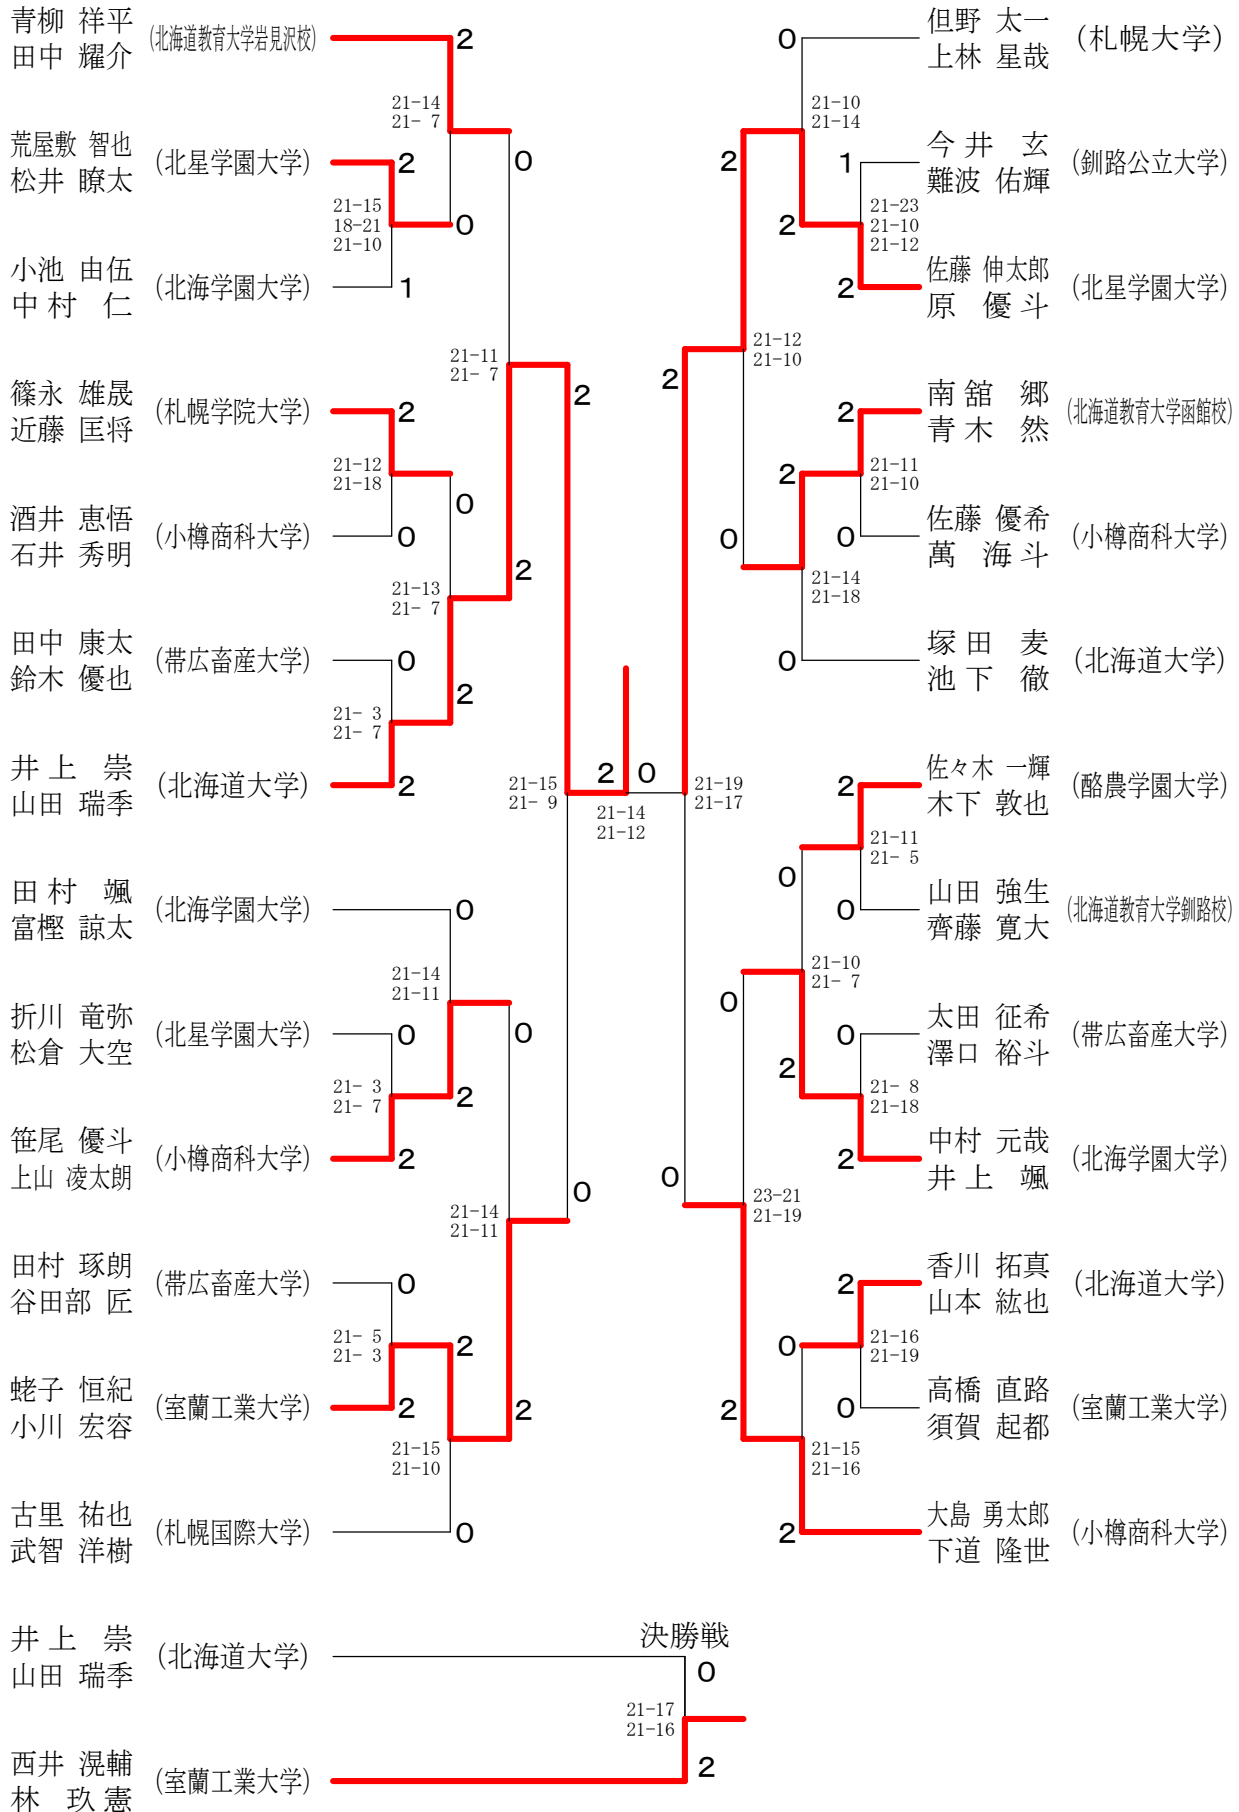 青柳 祥平
田中 耀介
(北海道教育大学岩見沢校)
2
21-14
21- 7
荒屋敷 智也
松井 瞭太
(北星学園大学)
2
0
21-15
18-21
21-10
0
小池 由伍
中村 仁
(北海学園大学)
1
21-11
21- 7
2
篠永 雄晟
近藤 匡将
(札幌学院大学)
2
21-12
21-18
0
酒井 恵悟
石井 秀明
(小樽商科大学)
0
21-13
21- 7
2
田中 康太
鈴木 優也
(帯広畜産大学)
0
21- 3
21- 7
2
井上 崇
山田 瑞季
(北海道大学)
2
21-15
21- 9
田村 颯
富樫 諒太
(北海学園大学)
0
21-14
21-11
折川 竜弥
松倉 大空
(北星学園大学)
0
0
21- 3
21- 7
2
笹尾 優斗
上山 凌太朗
(小樽商科大学)
2
0
21-14
21-11
田村 琢朗
谷田部 匠
(帯広畜産大学)
0
21- 5
21- 3
2
蛯子 恒紀
小川 宏容
(室蘭工業大学)
2
2
21-15
21-10
古里 祐也
武智 洋樹
(札幌国際大学)
0
2
0
21-14
21-12
0
但野 太一
上林 星哉
(札幌大学)
21-10
21-14
2
1
今井 玄
難波 佑輝
(釧路公立大学)
2
21-23
21-10
21-12
2
佐藤 伸太郎
原 優斗
(北星学園大学)
21-12
21-10
2
2
南舘 郷
青木 然
(北海道教育大学函館校)
2
21-11
21-10
0
0
佐藤 優希
萬 海斗
(小樽商科大学)
21-14
21-18
0
塚田 麦
池下 徹
(北海道大学)
21-19
21-17
2
佐々木 一輝
木下 敦也
(酪農学園大学)
21-11
21- 5
0
0
山田 強生
齊藤 寛大
(北海道教育大学釧路校)
21-10
21- 7
0
0
太田 征希
澤口 裕斗
(帯広畜産大学)
2
21- 8
21-18
2
中村 元哉
井上 颯
(北海学園大学)
0
23-21
21-19
2
香川 拓真
山本 紘也
(北海道大学)
0
21-16
21-19
2
0
高橋 直路
須賀 起都
(室蘭工業大学)
21-15
21-16
2
大島 勇太郎
下道 隆世
(小樽商科大学)
決勝戦
井上 崇
山田 瑞季
(北海道大学)
0
21-17
21-16
西井 滉輔
林 玖憲
(室蘭工業大学)
2